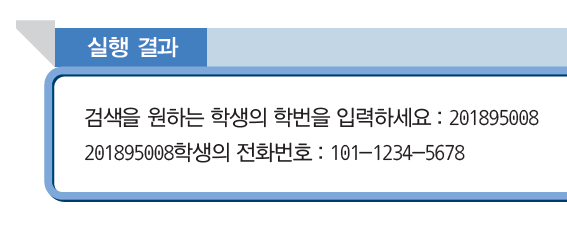 실행 결과
검색을 원하는 학생의 학번을 입력하세요 : 201895008
201895008학생의 전화번호 : 101-1234-5678